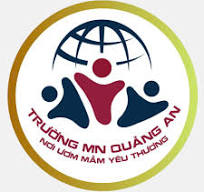 TRƯỜNG MN QUẢNG AN
NƠI ƯƠM MẦM YÊU THƯƠNG